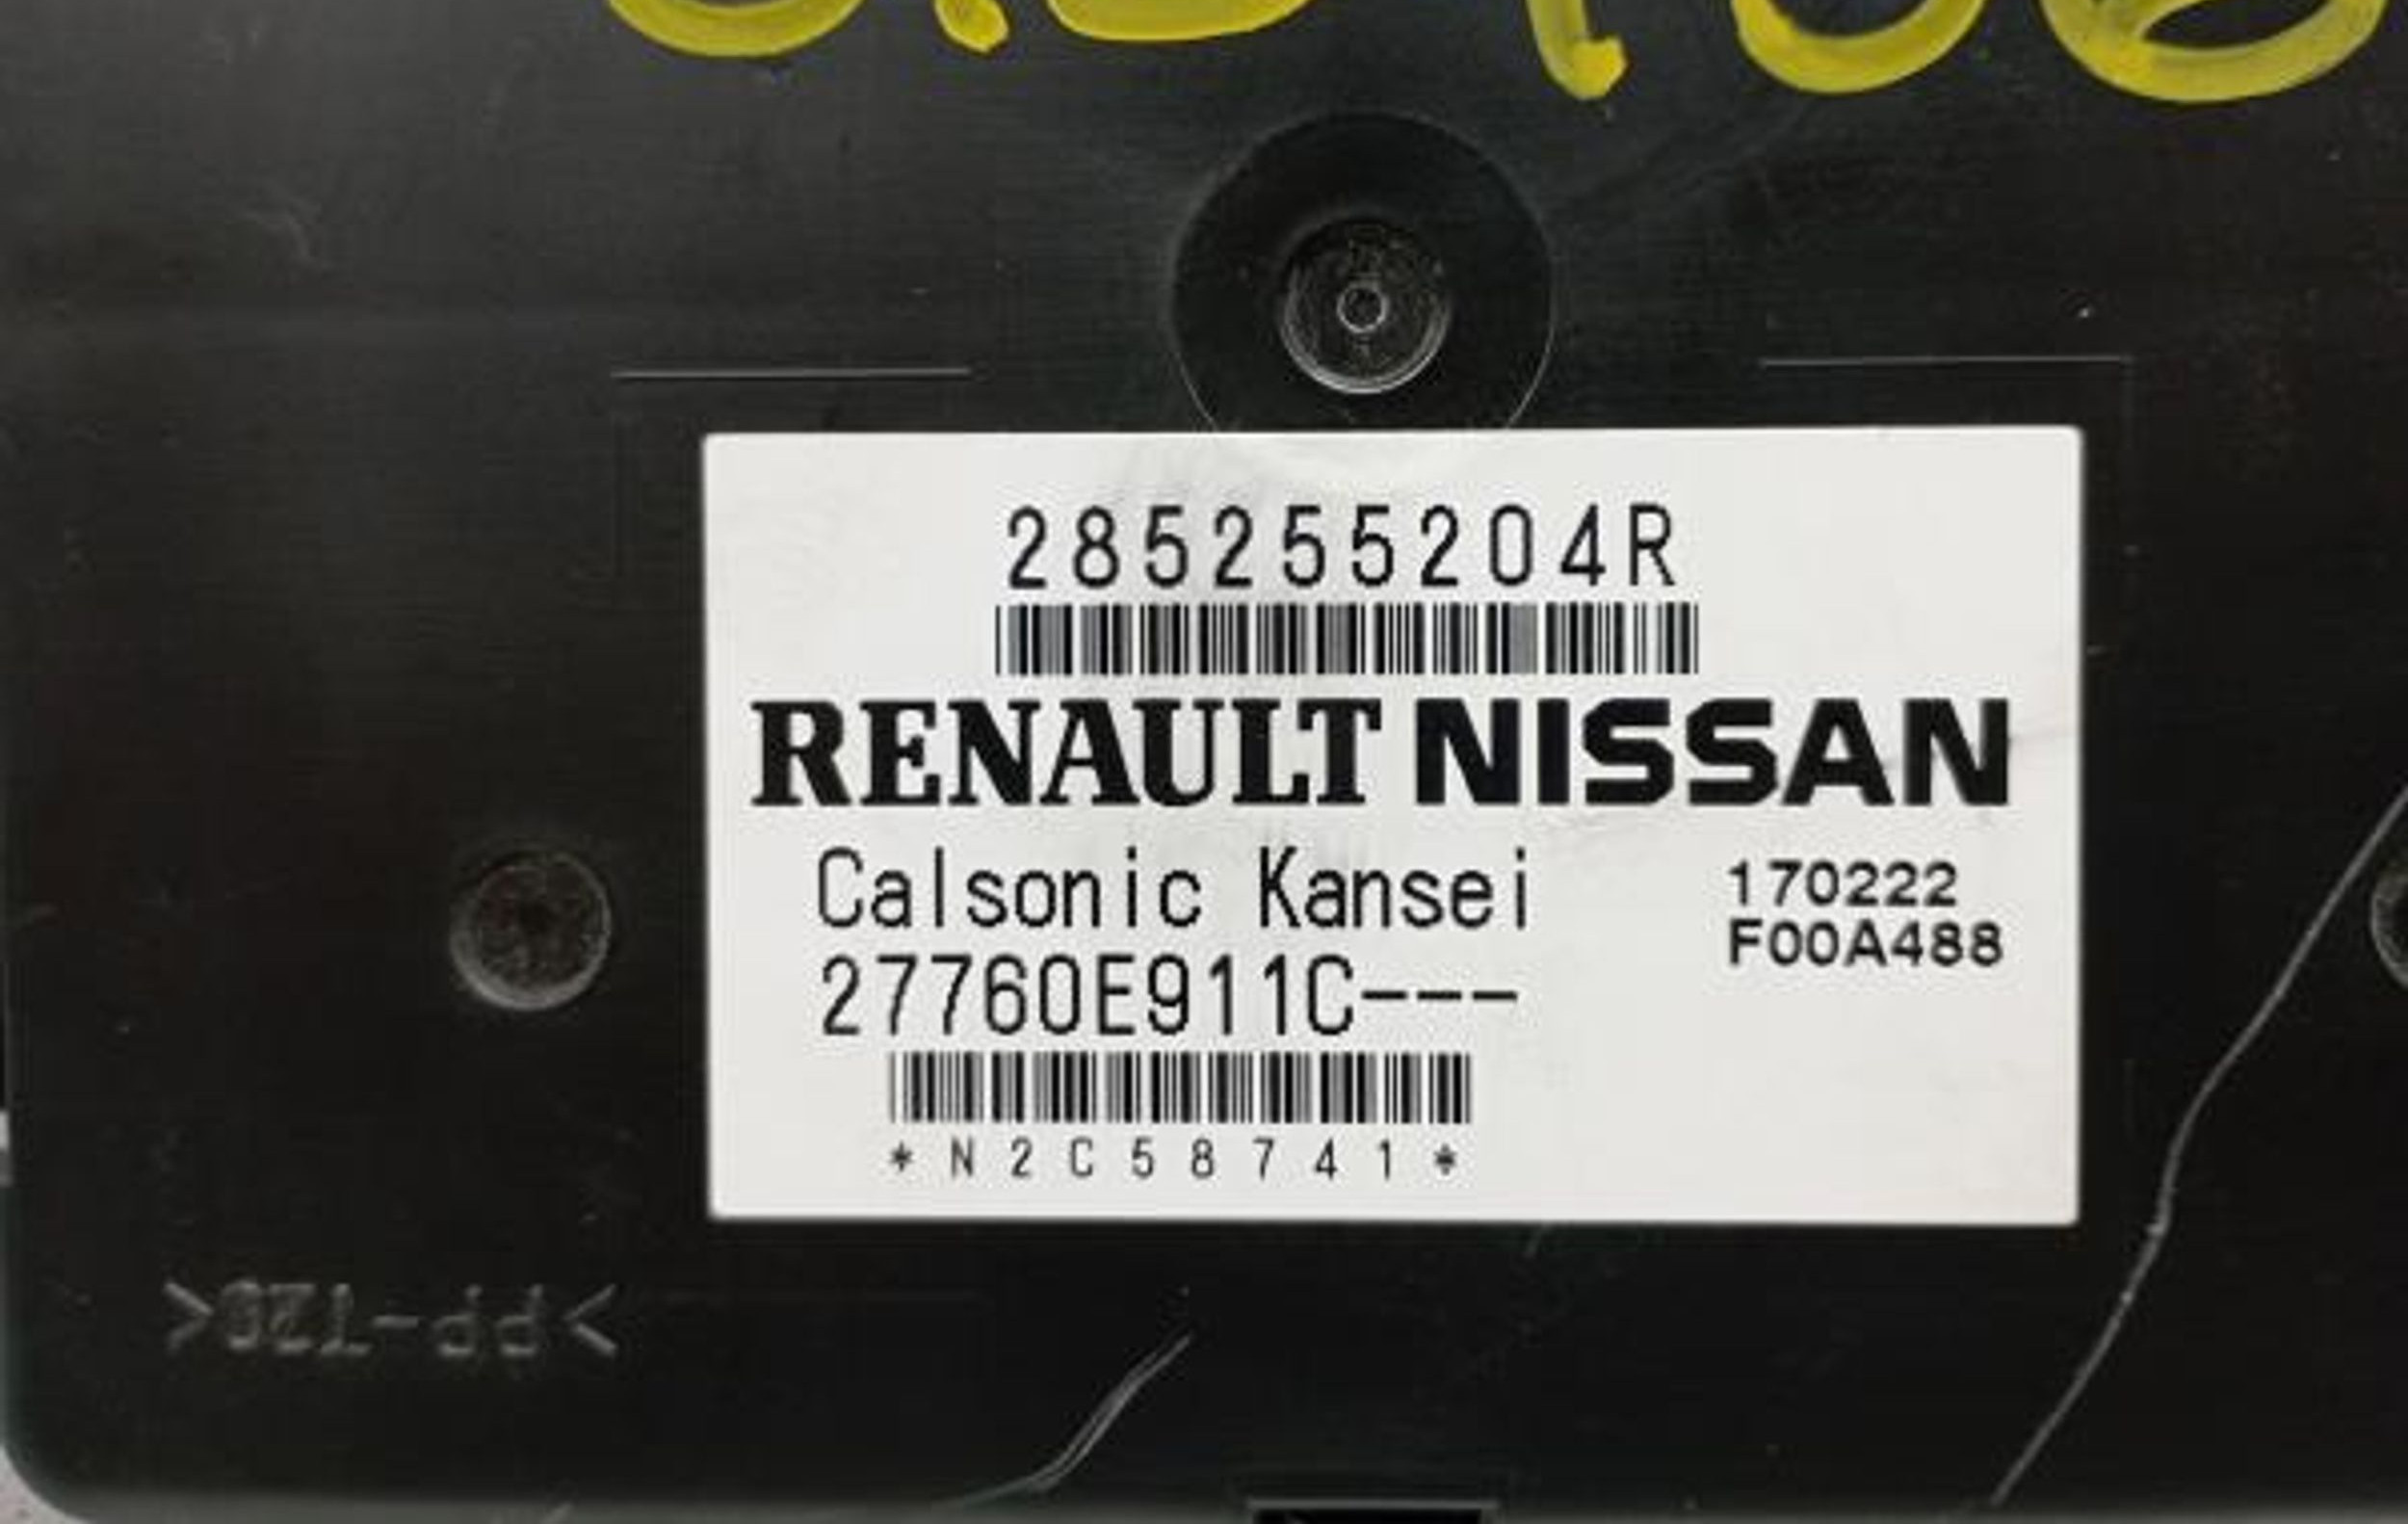 285255204R
RENAULT NISSAN
Calsonic Kansei
170222
F00A488
27760E911C---
*N2C58741*
>PP-T20<